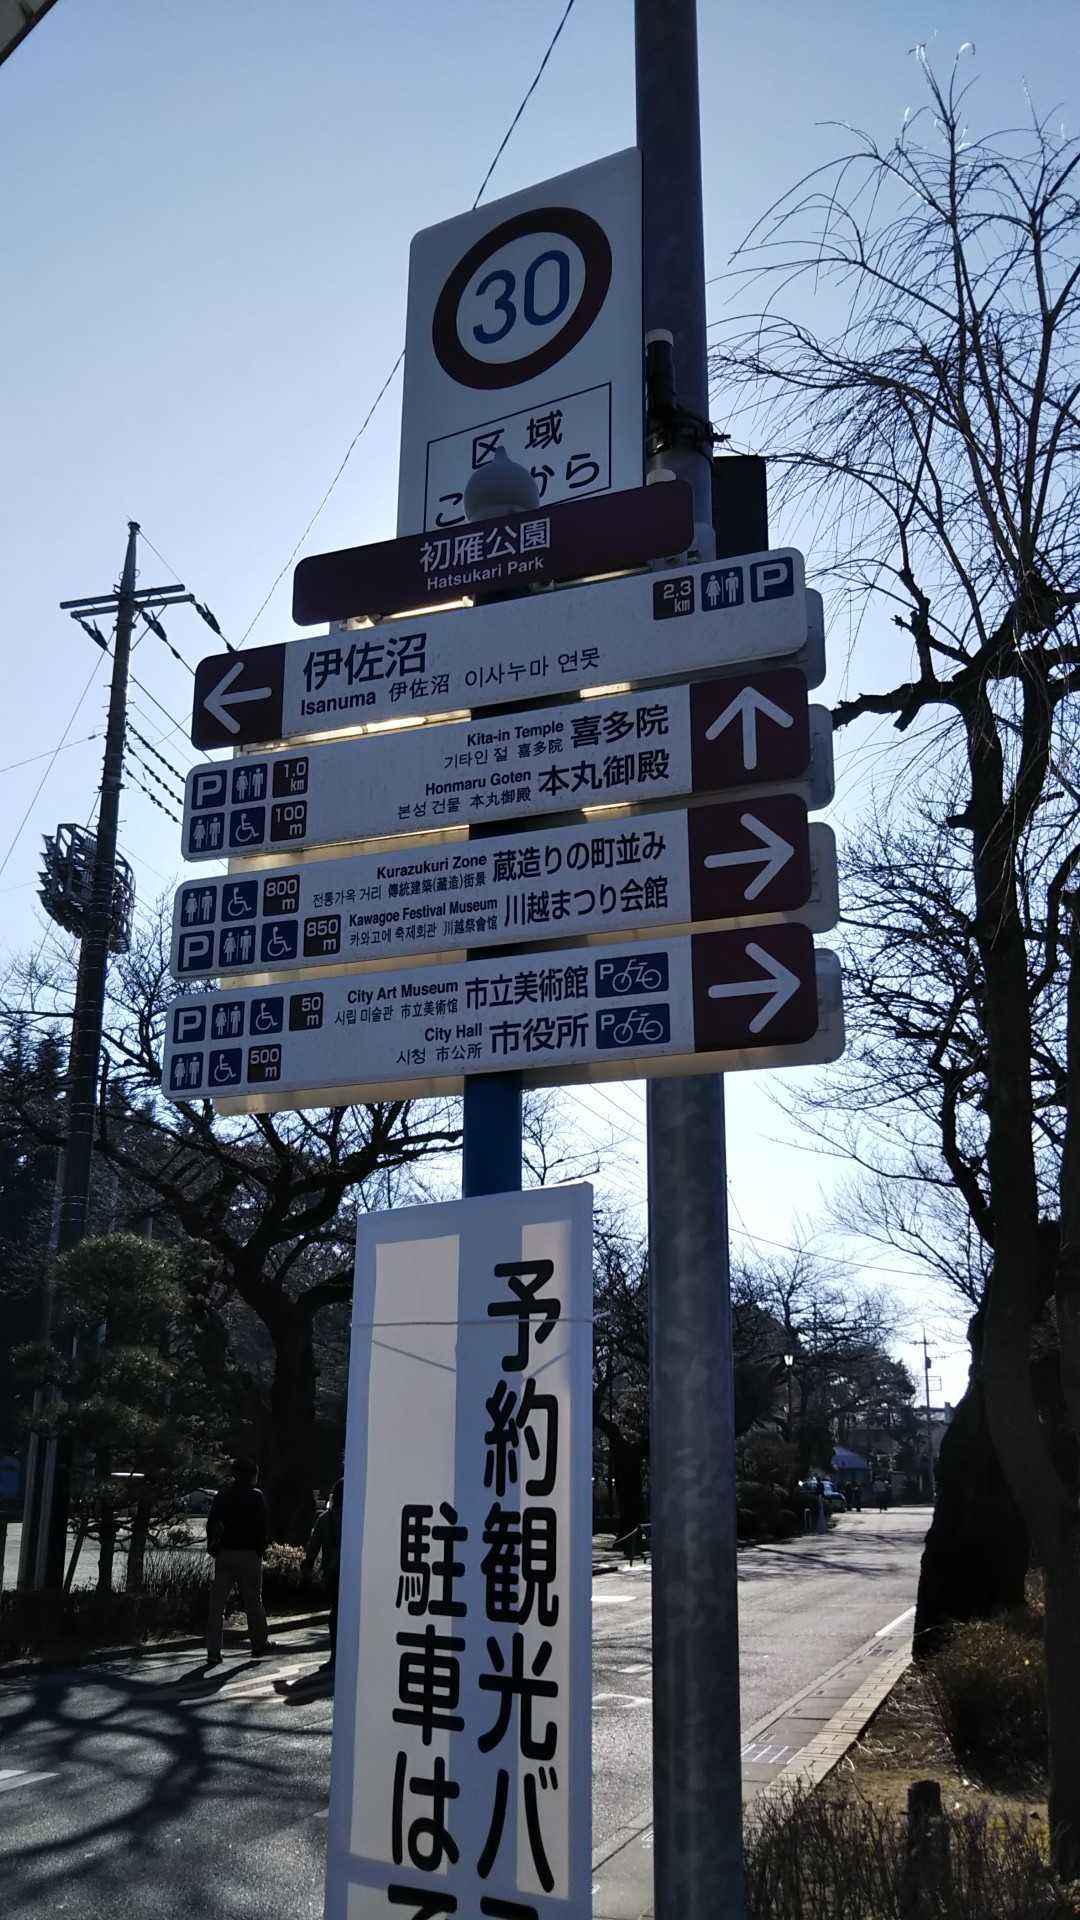 30
区域
から
初雁公園
Hatsukari Park
2.3 km P
伊佐沼
Isanuma 伊佐沼 이사누마 연못
P 1.0 km Kita-in Temple 喜多院
기타인 절 喜多院
100 m Honmaru Goten 本丸御殿
본성 건물 本丸御殿
800 m Kurazukuri Zone 蔵造りの町並み
전통가옥 거리 傳統建築(藏造)街景
P 850 m Kawagoe Festival Museum 川越まつり会館
카와고에 축제회관 川越祭會馆
P 50 m City Art Museum 市立美術館 P
시립 미술관 市立美术馆
500 m City Hall 市役所 P
시청 市公所
予約観光バ
駐車は